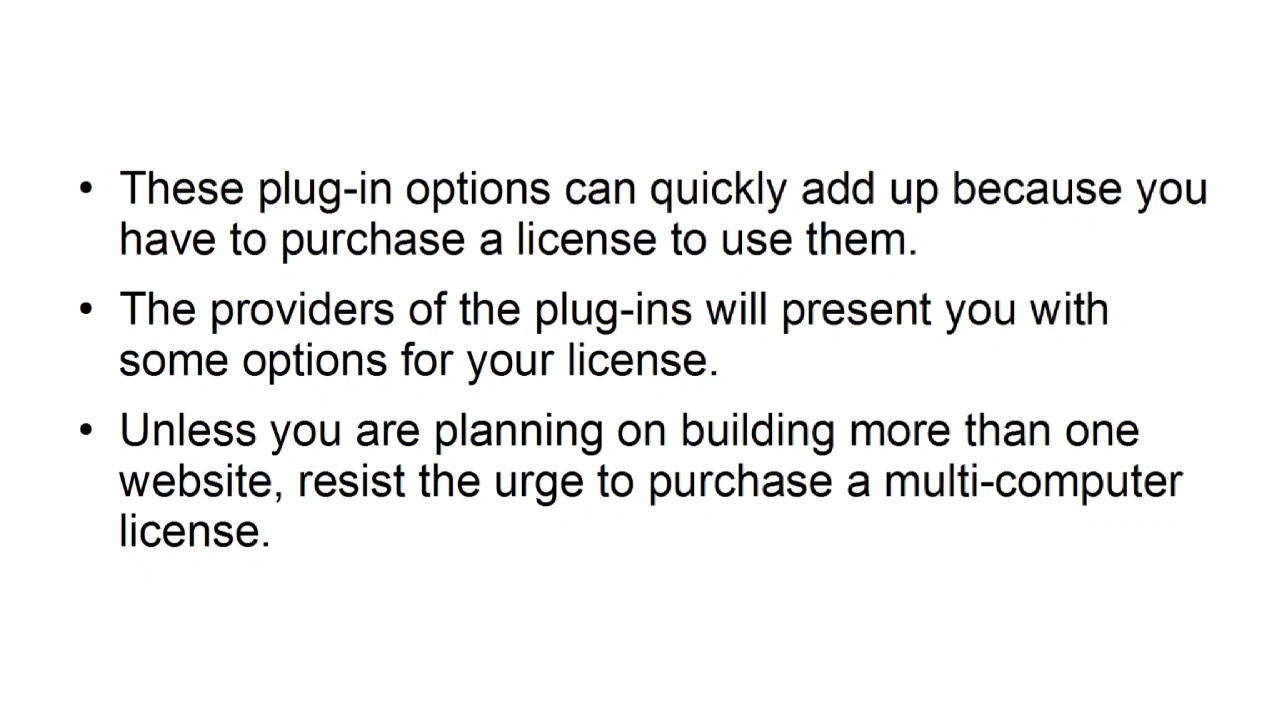 • These plug-in options can quickly add up because you
have to purchase a license to use them.
• The providers of the plug-ins will present you with
some options for your license.
• Unless you are planning on building more than one
website, resist the urge to purchase a multi-computer
license.